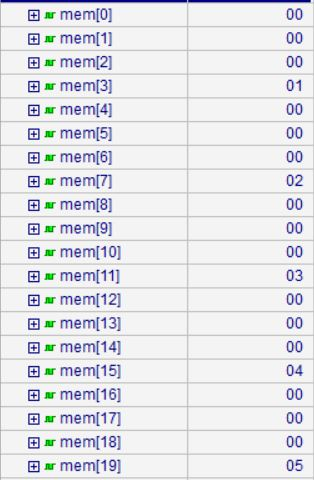 mem[0] 00
mem[1] 00
mem[2] 00
mem[3] 01
mem[4] 00
mem[5] 00
mem[6] 00
mem[7] 02
mem[8] 00
mem[9] 00
mem[10] 00
mem[11] 03
mem[12] 00
mem[13] 00
mem[14] 00
mem[15] 04
mem[16] 00
mem[17] 00
mem[18] 00
mem[19] 05